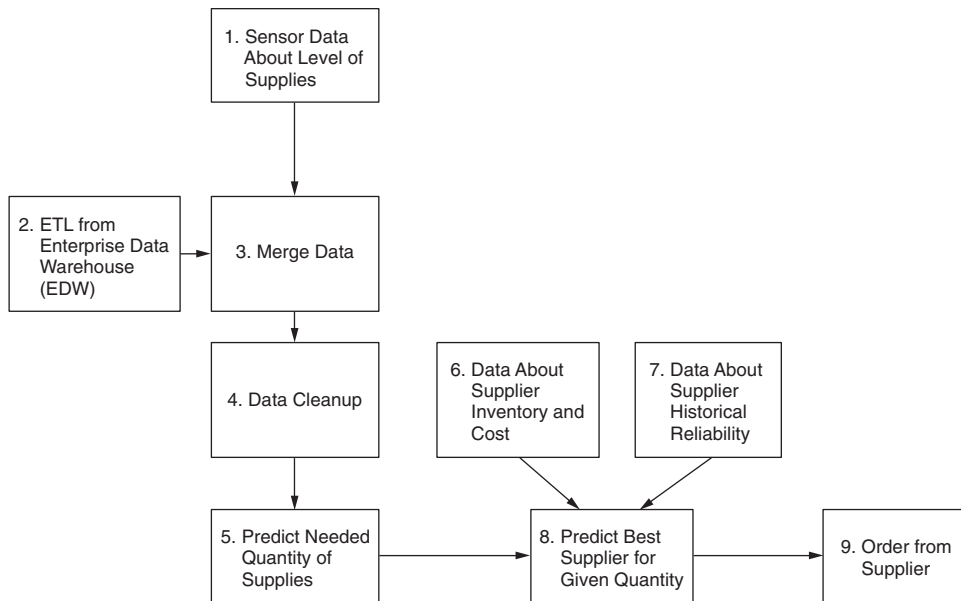 1. Sensor Data
About Level of
Supplies
2. ETL from
Enterprise Data
Warehouse
(EDW)
3. Merge Data
4. Data Cleanup
6. Data About
Supplier
Inventory and
Cost
7. Data About
Supplier
Historical
Reliability
5. Predict Needed
Quantity of
Supplies
8. Predict Best
Supplier for
Given Quantity
9. Order from
Supplier